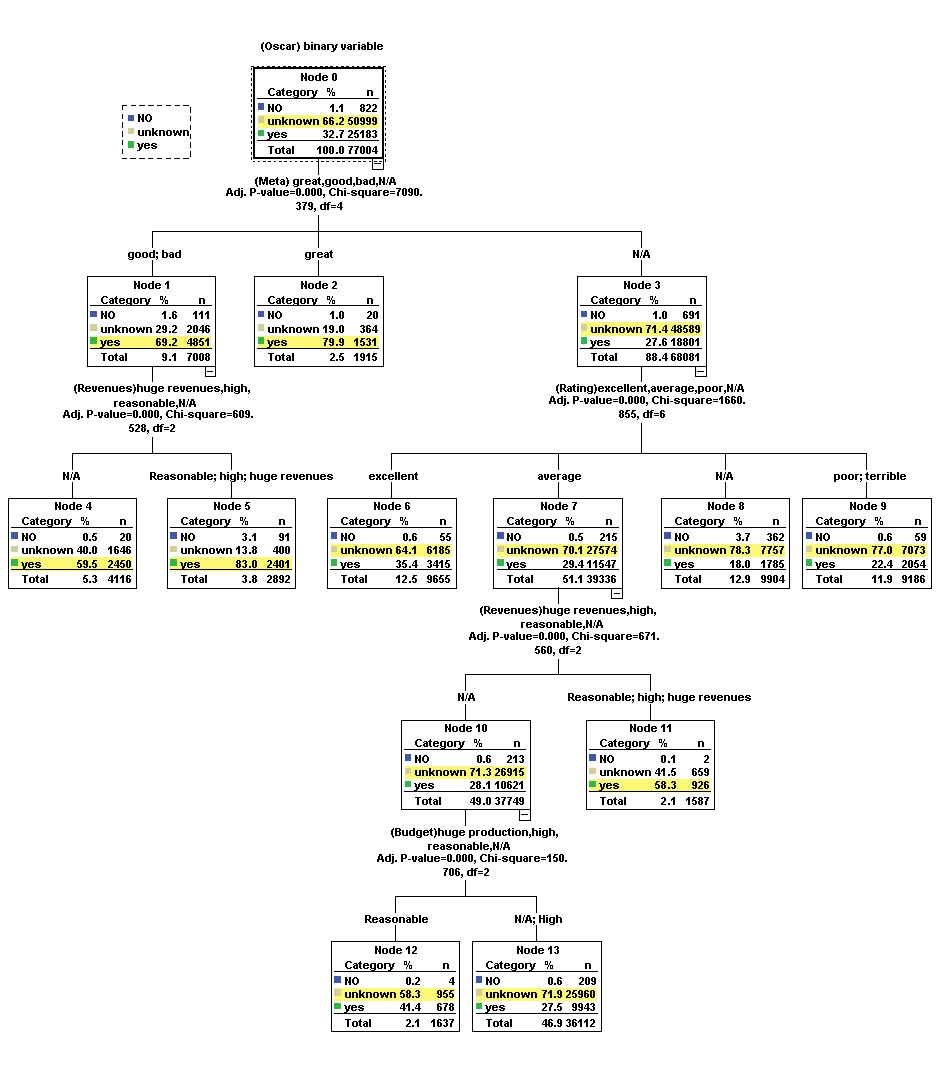 (Oscar) binary variable
NO
unknown
yes
Node 0
Category % n
NO 1.1 822
unknown 66.2 50999
yes 32.7 25183
Total 100.0 77004
(Meta) great,good,bad,N/A
Adj. P-value=0.000, Chi-square=7090.
379, df=4
good; bad
great
N/A
Node 1
Category % n
NO 1.6 111
unknown 29.2 2046
yes 69.2 4851
Total 9.1 7008
Node 2
Category % n
NO 1.0 20
unknown 19.0 364
yes 79.9 1531
Total 2.5 1915
Node 3
Category % n
NO 1.0 691
unknown 71.4 48589
yes 27.6 18801
Total 88.4 68081
(Revenues)huge revenues,high,
reasonable,N/A
Adj. P-value=0.000, Chi-square=609.
528, df=2
(Rating)excellent,average,poor,N/A
Adj. P-value=0.000, Chi-square=1660.
855, df=6
N/A
Reasonable; high; huge revenues
excellent
average
N/A
poor; terrible
Node 4
Category % n
NO 0.5 20
unknown 40.0 1646
yes 59.5 2450
Total 5.3 4116
Node 5
Category % n
NO 3.1 91
unknown 13.8 400
yes 83.0 2401
Total 3.8 2892
Node 6
Category % n
NO 0.6 55
unknown 64.1 6185
yes 35.4 3415
Total 12.5 9655
Node 7
Category % n
NO 0.5 215
unknown 70.1 27574
yes 29.4 11547
Total 51.1 39336
Node 8
Category % n
NO 3.7 362
unknown 78.3 7757
yes 18.0 1785
Total 12.9 9904
Node 9
Category % n
NO 0.6 59
unknown 77.0 7073
yes 22.4 2054
Total 11.9 9186
(Revenues)huge revenues,high,
reasonable,N/A
Adj. P-value=0.000, Chi-square=671.
560, df=2
N/A
Reasonable; high; huge revenues
Node 10
Category % n
NO 0.6 213
unknown 71.3 26915
yes 28.1 10621
Total 49.0 37749
Node 11
Category % n
NO 0.1 2
unknown 41.5 659
yes 58.3 926
Total 2.1 1587
(Budget)huge production,high,
reasonable,N/A
Adj. P-value=0.000, Chi-square=150.
706, df=2
Reasonable
N/A; High
Node 12
Category % n
NO 0.2 4
unknown 58.3 955
yes 41.4 678
Total 2.1 1637
Node 13
Category % n
NO 0.6 209
unknown 71.9 25960
yes 27.5 9943
Total 46.9 36112